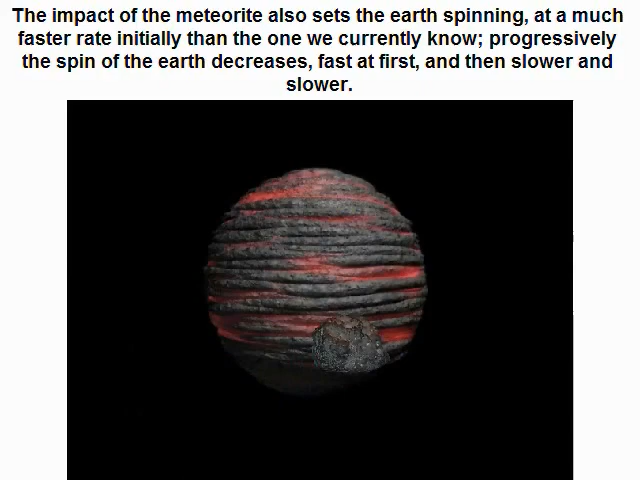 The impact of the meteorite also sets the earth spinning, at a much
faster rate initially than the one we currently know; progressively
the spin of the earth decreases, fast at first, and then slower and
slower.